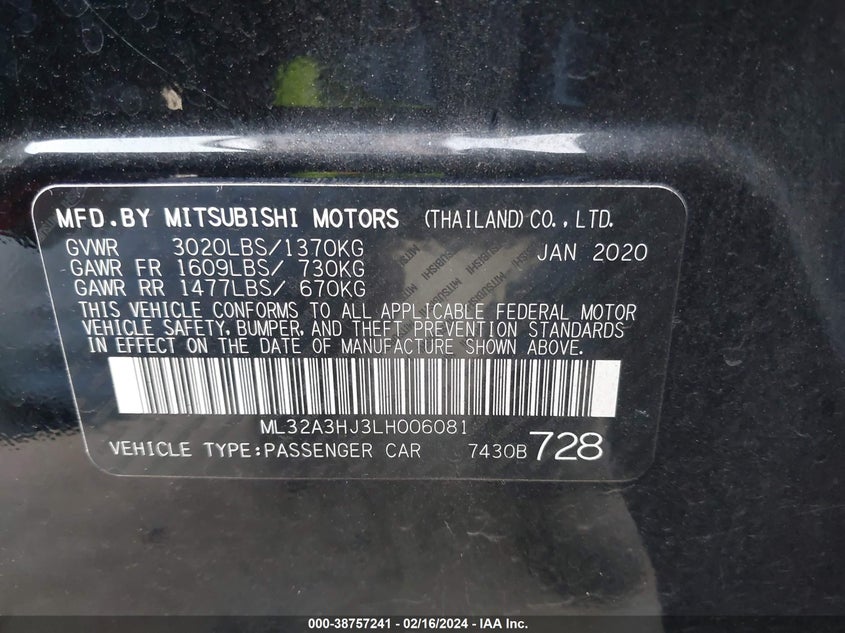 MFD.BY MITSUBISHI MOTORS (THAILAND) CO.,LTD.
GVWR 3020LBS/1370KG JAN 2020
GAWR FR 1609LBS/ 730KG
GAWR RR 1477LBS/ 670KG
THIS VEHICLE CONFORMS TO ALL APPLICABLE FEDERAL MOTOR
VEHICLE SAFETY, BUMPER, AND THEFT PREVENTION STANDARDS
IN EFFECT ON THE DATE OF MANUFACTURE SHOWN ABOVE.
ML32A3HJ3LH006081
VEHICLE TYPE:PASSENGER CAR 7430B 728
000-38757241 - 02/16/2024 - IAA Inc.